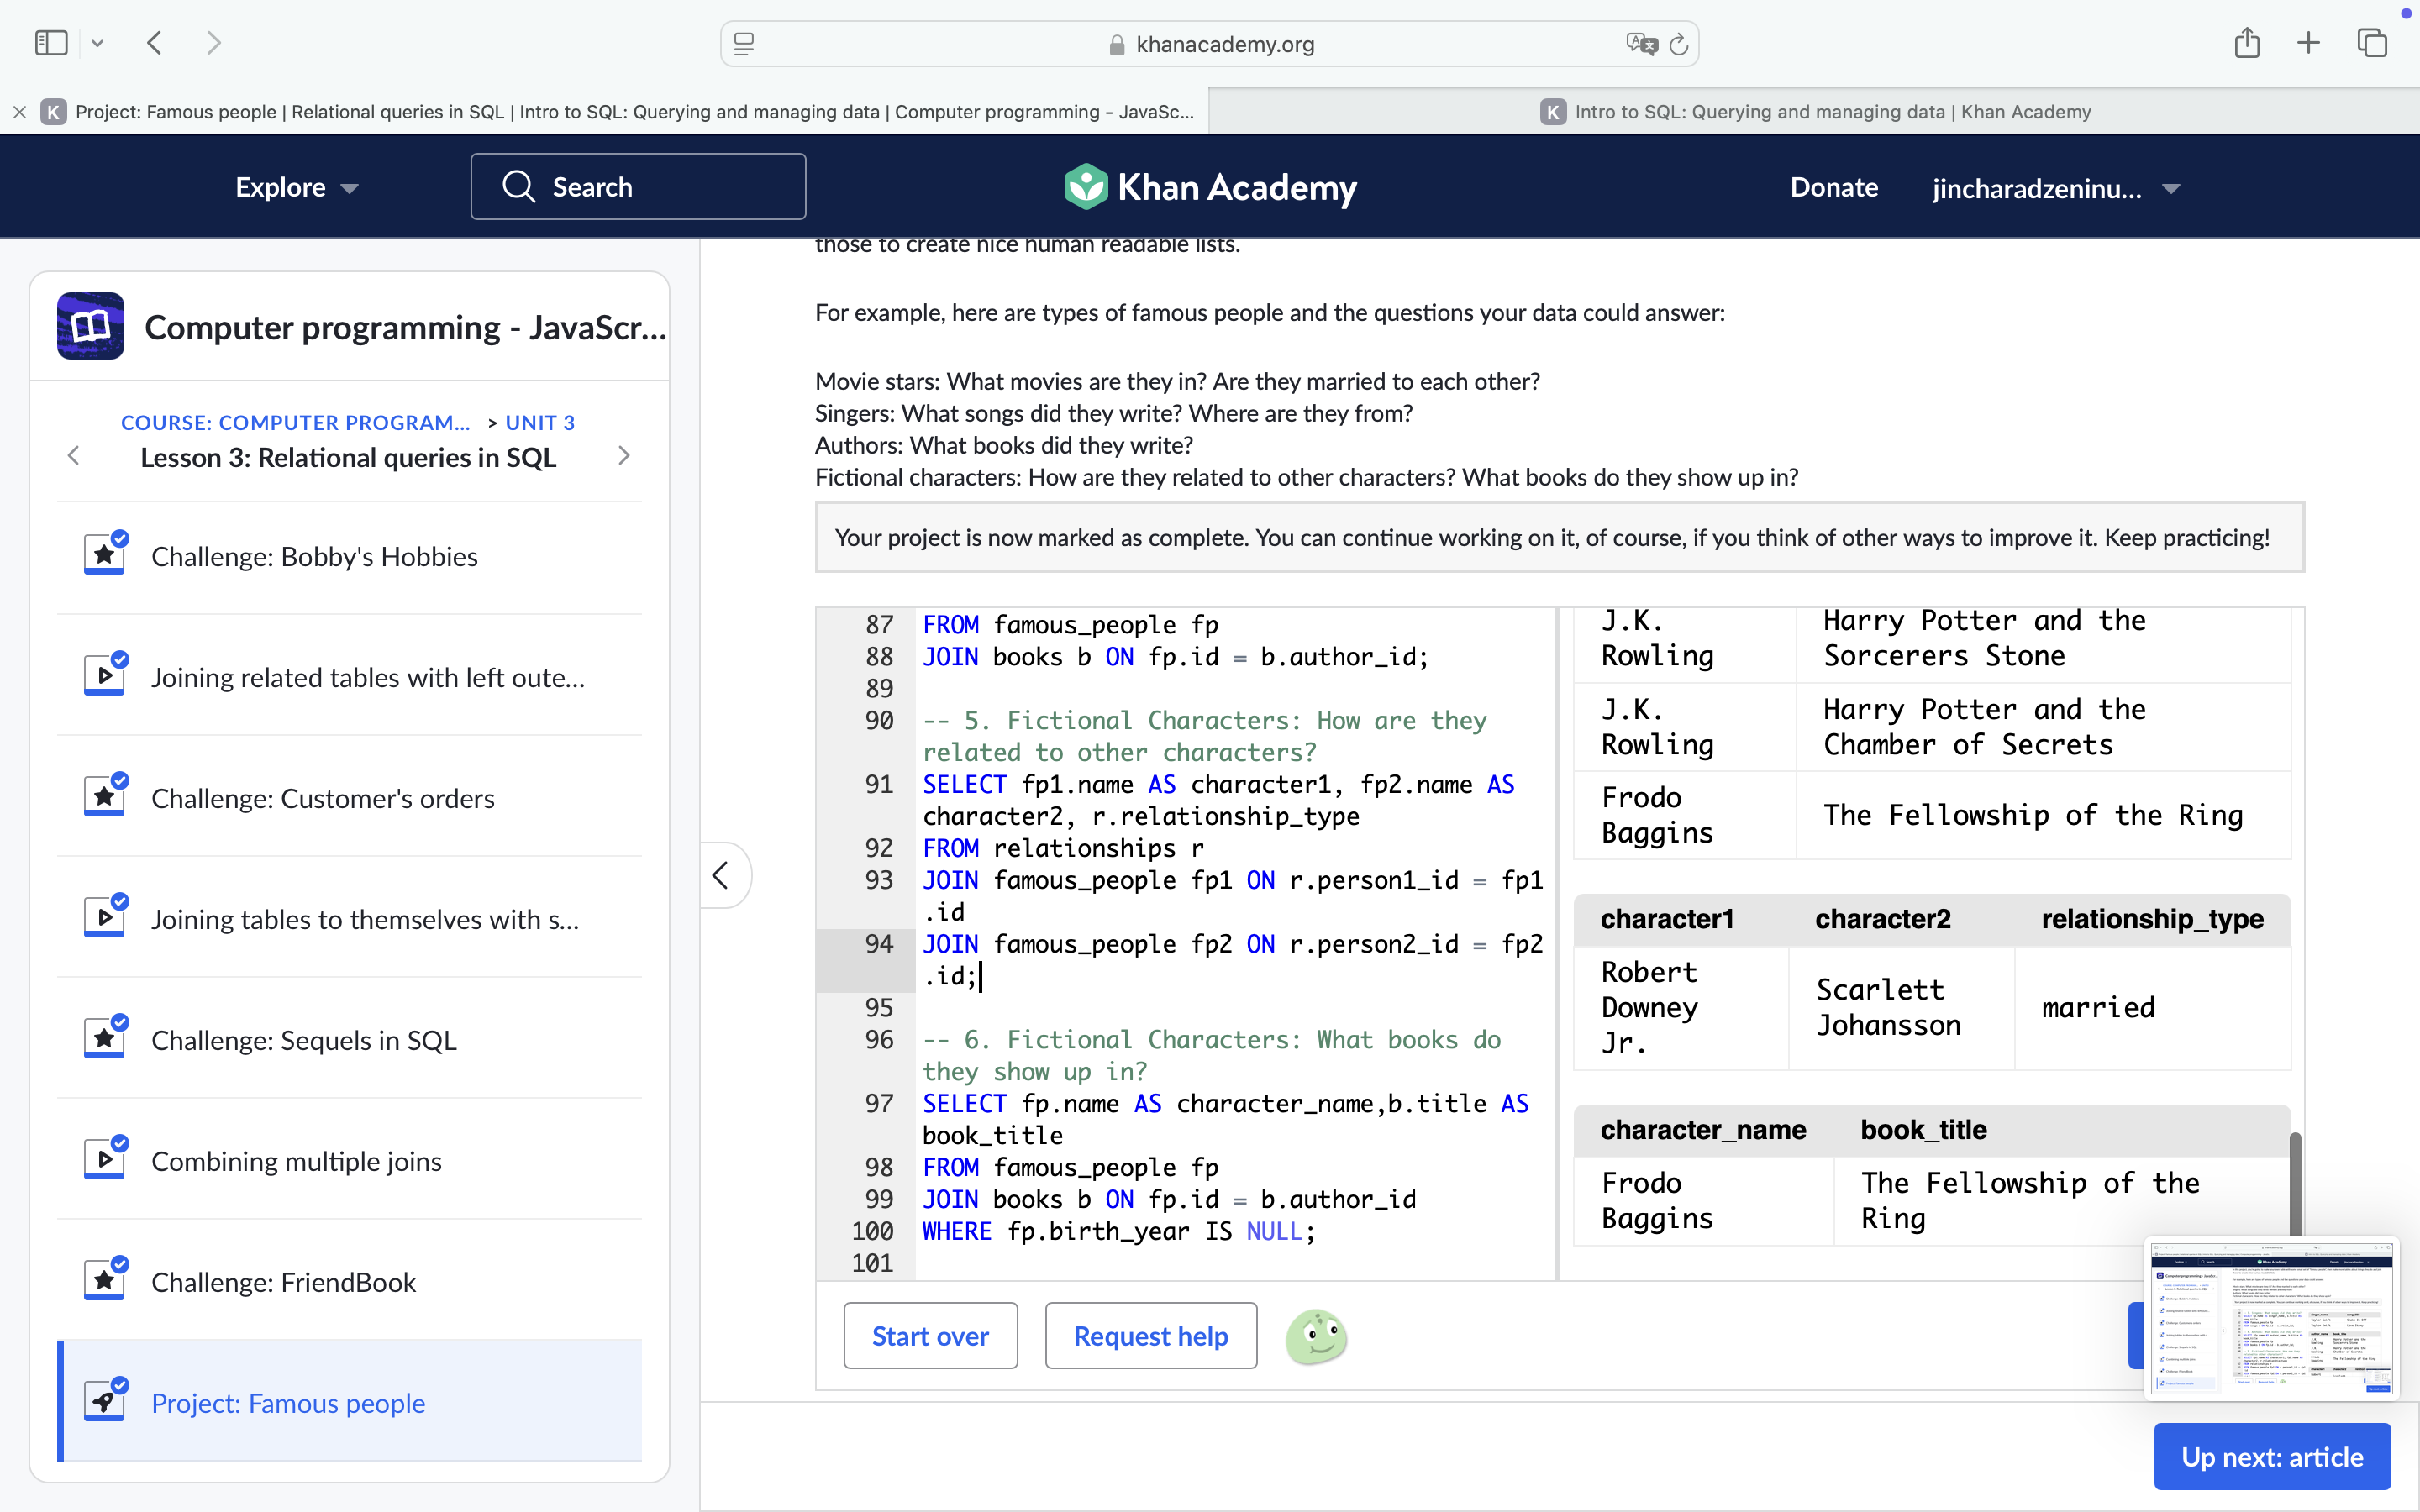 khanacademy.org
K Project: Famous people | Relational queries in SQL | Intro to SQL: Querying and managing data | Computer programming - JavaSc...
K Intro to SQL: Querying and managing data | Khan Academy
Explore
Search
Khan Academy
Donate
jincharadzeninu...
Computer programming - JavaScr...
COURSE: COMPUTER PROGRAM... > UNIT 3
Lesson 3: Relational queries in SQL
Challenge: Bobby's Hobbies
Joining related tables with left oute...
Challenge: Customer's orders
Joining tables to themselves with s...
Challenge: Sequels in SQL
Combining multiple joins
Challenge: FriendBook
Project: Famous people
those to create nice human readable lists.
For example, here are types of famous people and the questions your data could answer:
Movie stars: What movies are they in? Are they married to each other?
Singers: What songs did they write? Where are they from?
Authors: What books did they write?
Fictional characters: How are they related to other characters? What books do they show up in?
Your project is now marked as complete. You can continue working on it, of course, if you think of other ways to improve it. Keep practicing!
87 FROM famous_people fp
88 JOIN books b ON fp.id = b.author_id;
89
90 -- 5. Fictional Characters: How are they
related to other characters?
91 SELECT fp1.name AS character1, fp2.name AS
character2, r.relationship_type
92 FROM relationships r
93 JOIN famous_people fp1 ON r.person1_id = fp1
.id
94 JOIN famous_people fp2 ON r.person2_id = fp2
.id;
95
96 -- 6. Fictional Characters: What books do
they show up in?
97 SELECT fp.name AS character_name,b.title AS
book_title
98 FROM famous_people fp
99 JOIN books b ON fp.id = b.author_id
100 WHERE fp.birth_year IS NULL;
101
J.K.
Rowling
Harry Potter and the
Sorcerers Stone
J.K.
Rowling
Harry Potter and the
Chamber of Secrets
Frodo
Baggins
The Fellowship of the Ring
character1 character2 relationship_type
Robert
Downey
Jr.
Scarlett
Johansson
married
character_name book_title
Frodo
Baggins
The Fellowship of the
Ring
Start over
Request help
Up next: article